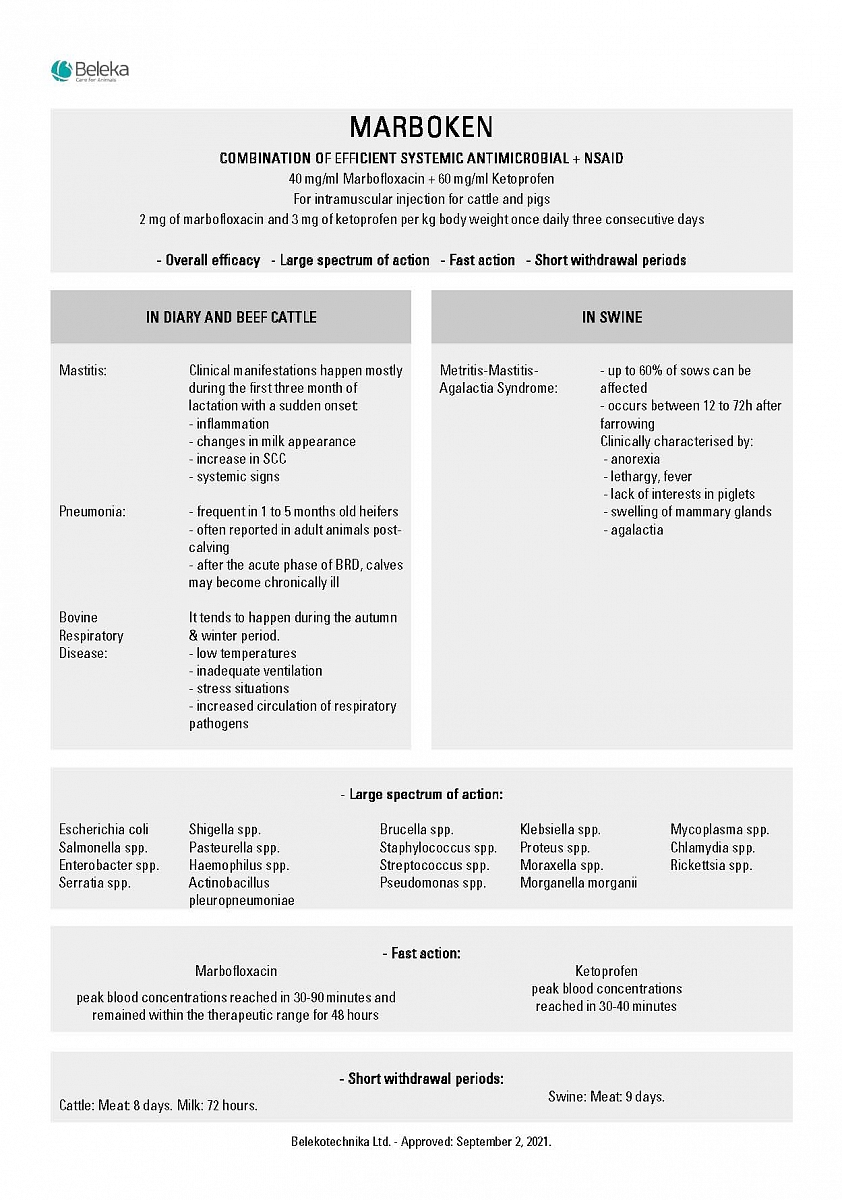 Beleka
Care for Animals
MARBOKEN
COMBINATION OF EFFICIENT SYSTEMIC ANTIMICROBIAL + NSAID
40 mg/ml Marbofloxacin + 60 mg/ml Ketoprofen
For intramuscular injection for cattle and pigs
2 mg of marbofloxacin and 3 mg of ketoprofen per kg body weight once daily three consecutive days
- Overall efficacy - Large spectrum of action - Fast action - Short withdrawal periods
IN DIARY AND BEEF CATTLE
Mastitis:
Clinical manifestations happen mostly
during the first three month of
lactation with a sudden onset:
- inflammation
- changes in milk appearance
- increase in SCC
- systemic signs
Pneumonia:
- frequent in 1 to 5 months old heifers
- often reported in adult animals post-
calving
- after the acute phase of BRD, calves
may become chronically ill
Bovine
Respiratory
Disease:
It tends to happen during the autumn
& winter period.
- low temperatures
- inadequate ventilation
- stress situations
- increased circulation of respiratory
pathogens
IN SWINE
Metritis-Mastitis-
Agalactia Syndrome:
- up to 60% of sows can be
affected
- occurs between 12 to 72h after
farrowing
Clinically characterised by:
- anorexia
- lethargy, fever
- lack of interests in piglets
- swelling of mammary glands
- agalactia
- Large spectrum of action:
Escherichia coli
Salmonella spp.
Enterobacter spp.
Serratia spp.
Shigella spp.
Pasteurella spp.
Haemophilus spp.
Actinobacillus
pleuropneumoniae
Brucella spp.
Staphylococcus spp.
Streptococcus spp.
Pseudomonas spp.
Klebsiella spp.
Proteus spp.
Moraxella spp.
Morganella morganii
Mycoplasma spp.
Chlamydia spp.
Rickettsia spp.
- Fast action:
Marbofloxacin
peak blood concentrations reached in 30-90 minutes and
remained within the therapeutic range for 48 hours
Ketoprofen
peak blood concentrations
reached in 30-40 minutes
- Short withdrawal periods:
Cattle: Meat: 8 days. Milk: 72 hours.
Swine: Meat: 9 days.
Belekotechnika Ltd. - Approved: September 2, 2021.